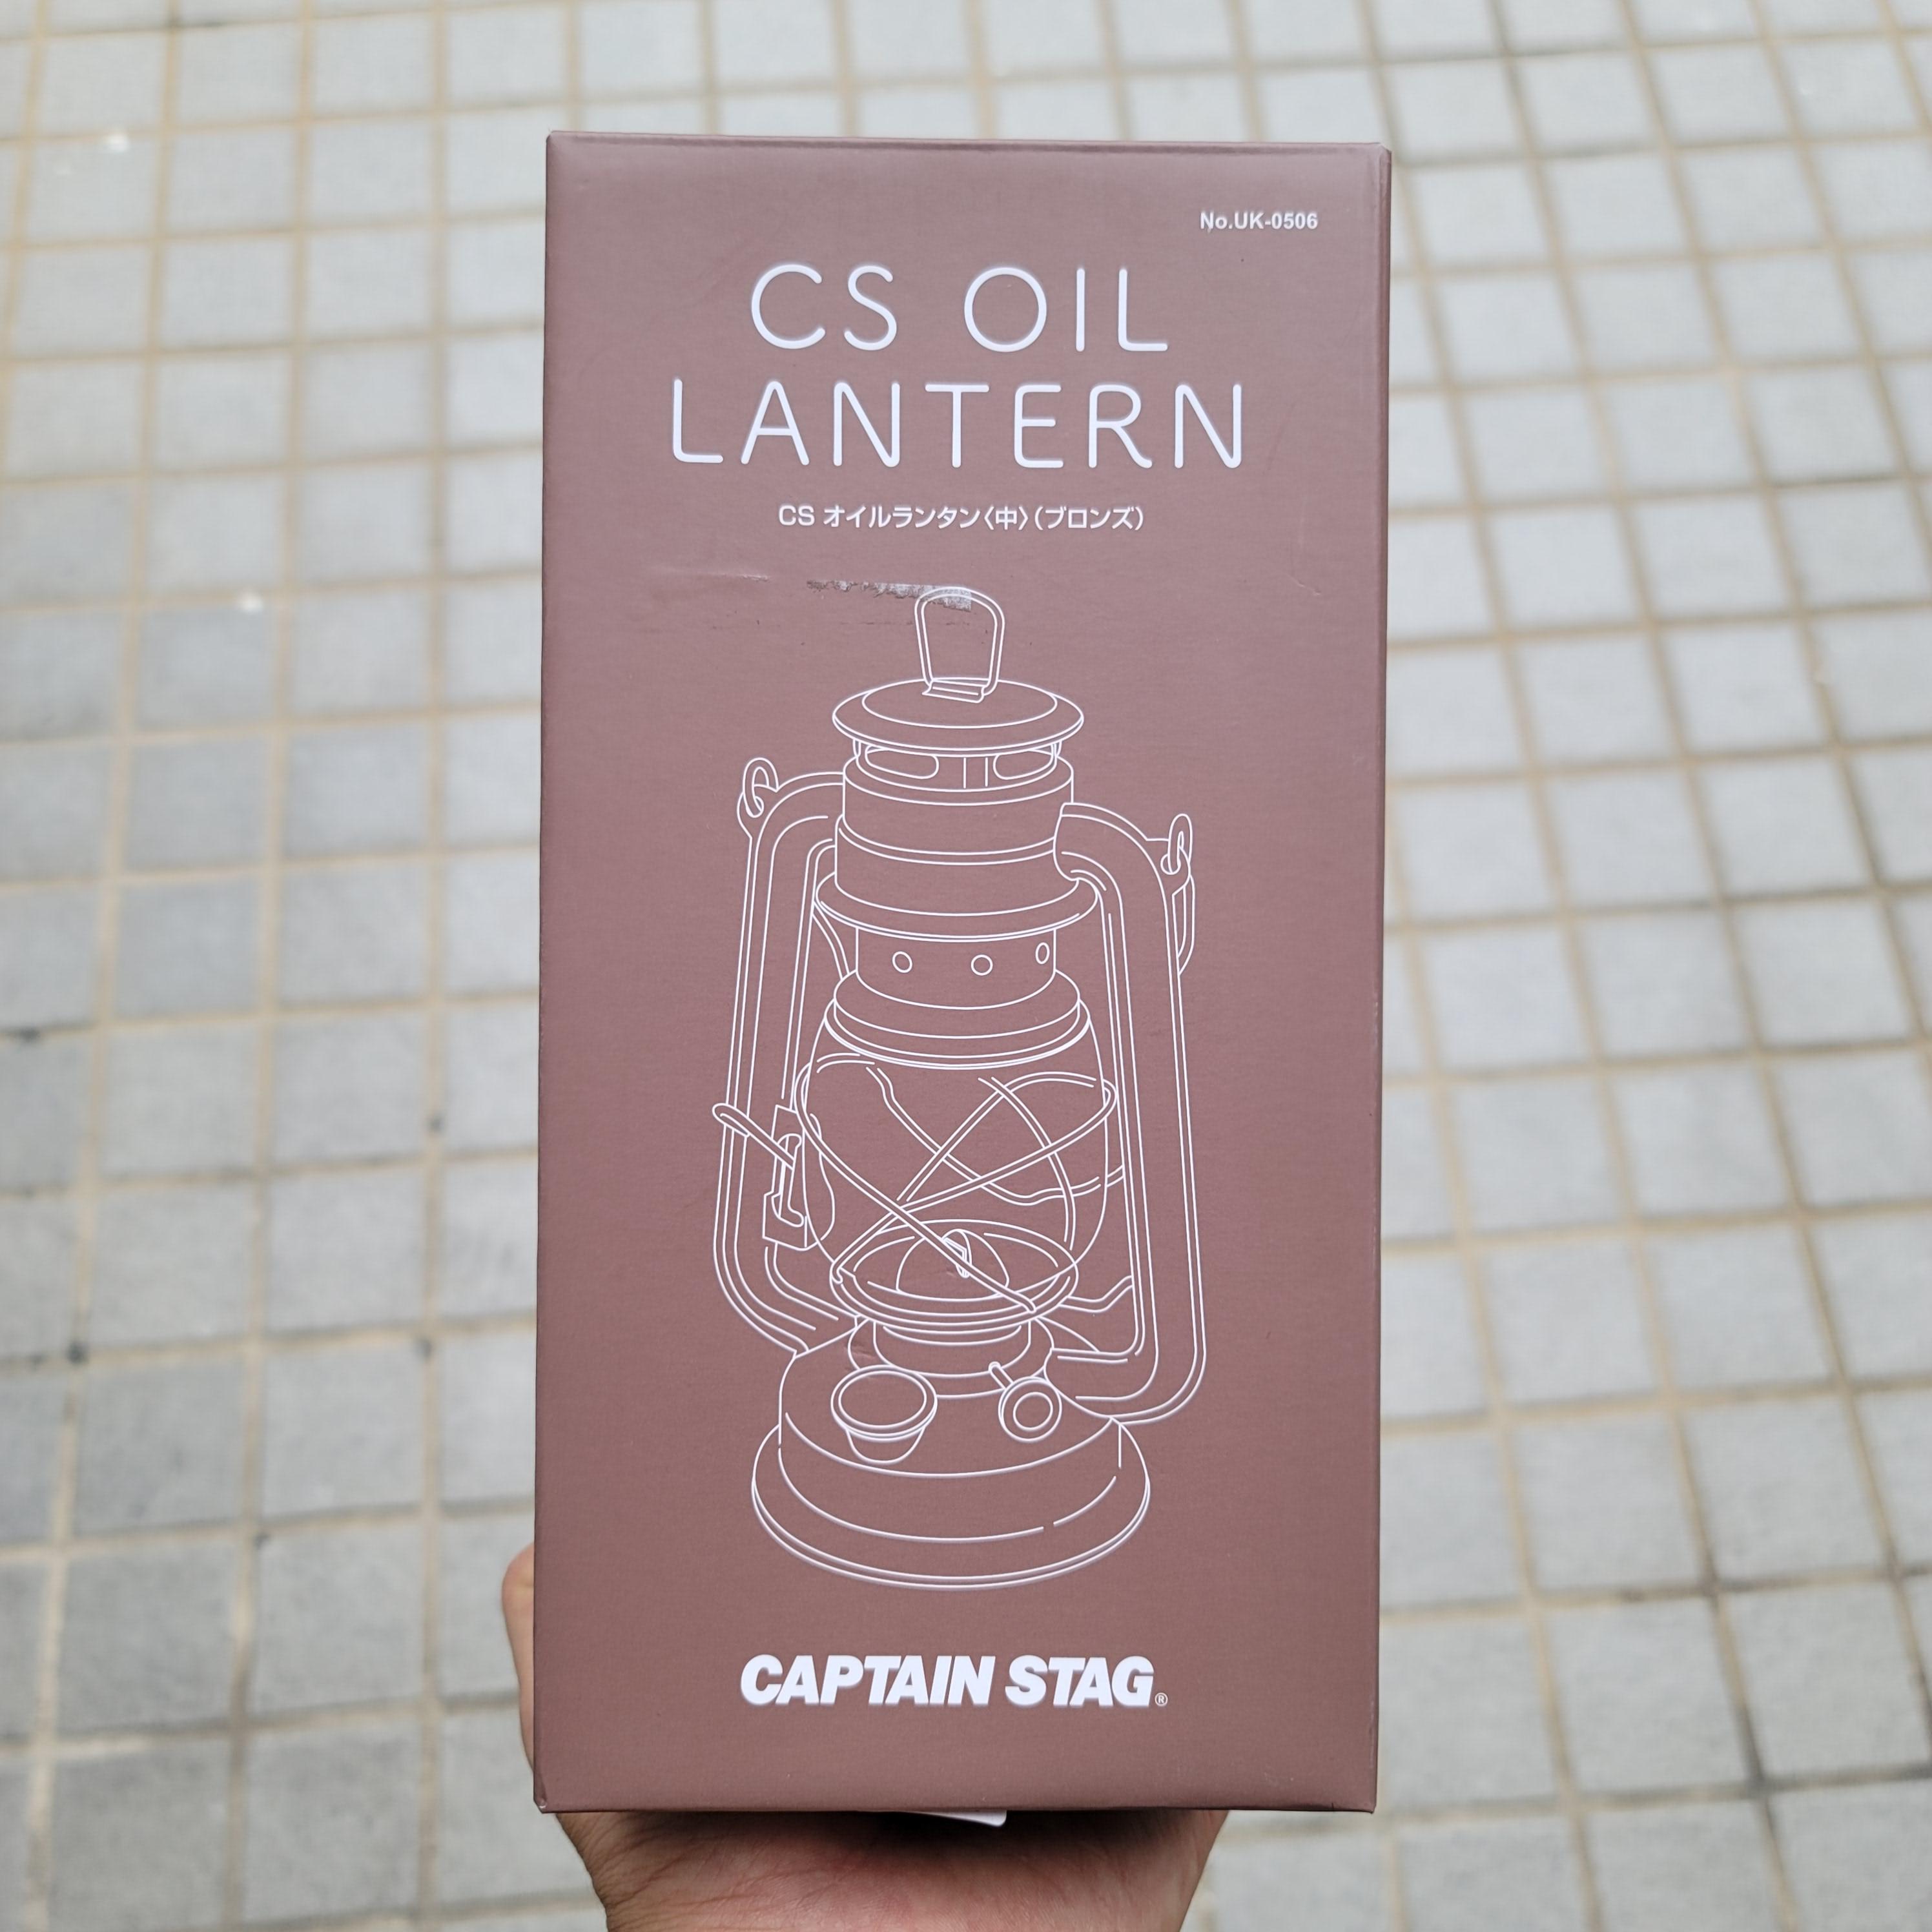 No.UK-0506
CS OIL
LANTERN
CS オイルランタン〈中〉(ブロンズ)
CAPTAIN STAG®